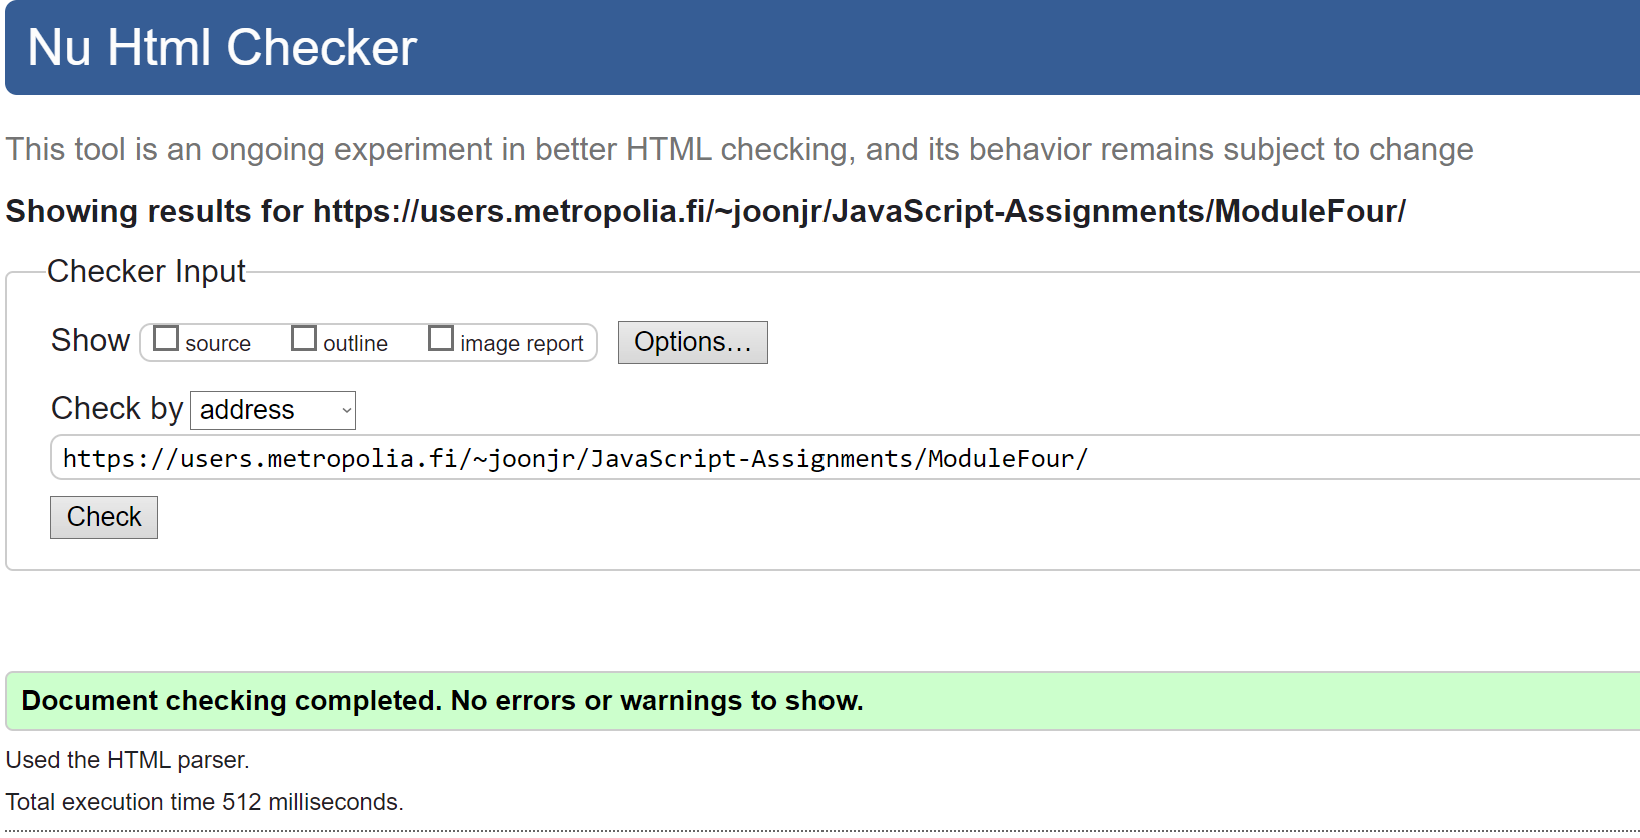 Nu Html Checker
This tool is an ongoing experiment in better HTML checking, and its behavior remains subject to change
Showing results for https://users.metropolia.fi/~joonjr/JavaScript-Assignments/ModuleFour/
Checker Input
Show source outline image report Options...
Check by address
https://users.metropolia.fi/~joonjr/JavaScript-Assignments/ModuleFour/
Check
Document checking completed. No errors or warnings to show.
Used the HTML parser.
Total execution time 512 milliseconds.